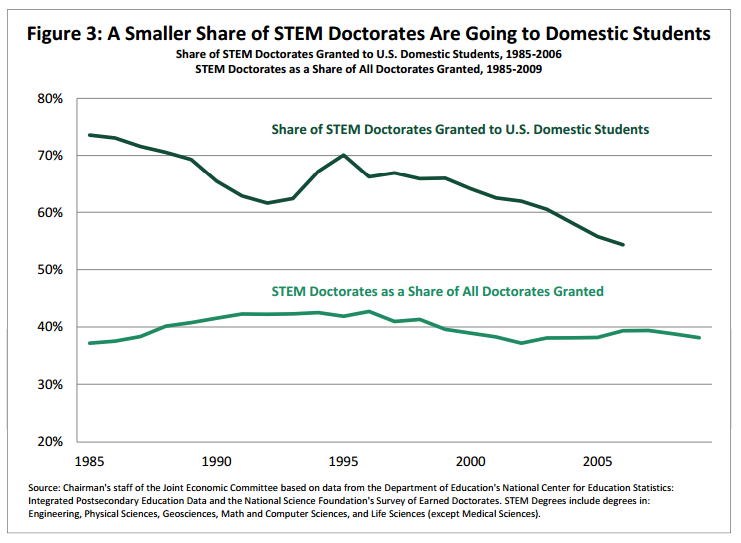 Figure 3: A Smaller Share of STEM Doctorates Are Going to Domestic Students
Share of STEM Doctorates Granted to U.S. Domestic Students, 1985-2006
STEM Doctorates as a Share of All Doctorates Granted, 1985-2009
80%
Share of STEM Doctorates Granted to U.S. Domestic Students
70%
60%
50%
STEM Doctorates as a Share of All Doctorates Granted
40%
30%
20%
1985 1990 1995 2000 2005
Source: Chairman's staff of the Joint Economic Committee based on data from the Department of Education's National Center for Education Statistics:
Integrated Postsecondary Education Data and the National Science Foundation's Survey of Earned Doctorates. STEM Degrees include degrees in:
Engineering, Physical Sciences, Geosciences, Math and Computer Sciences, and Life Sciences (except Medical Sciences).